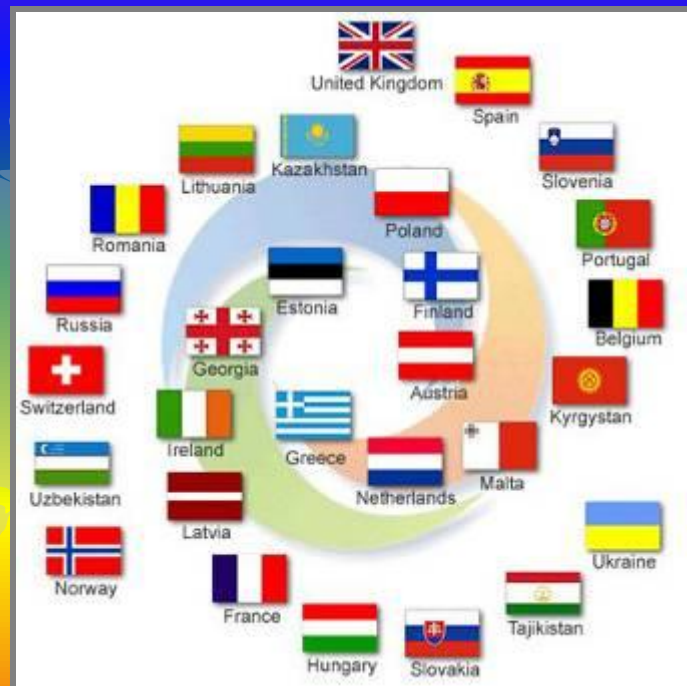 United Kingdom
Spain
Lithuania
Kazakhstan
Slovenia
Romania
Poland
Portugal
Russia
Estonia
Finland
Belgium
Switzerland
Georgia
Austria
Kyrgystan
Uzbekistan
Ireland
Greece
Netherlands
Malta
Norway
Latvia
Ukraine
France
Tajikistan
Hungary
Slovakia